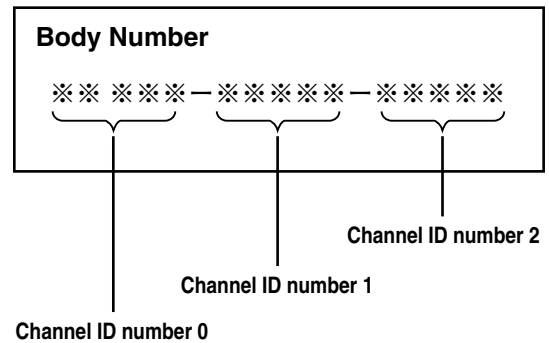 Body Number
※※ ※※※－※※※※※－※※※※※
Channel ID number 2
Channel ID number 1
Channel ID number 0